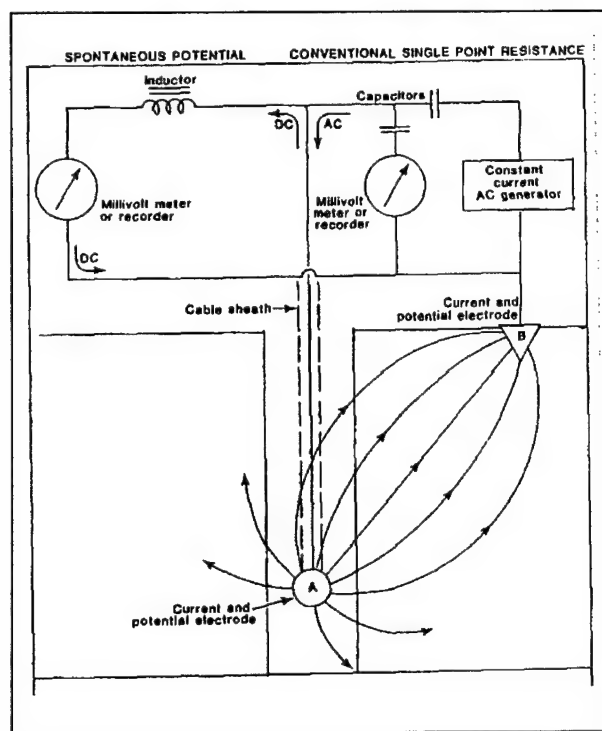 SPONTANEOUS POTENTIAL
CONVENTIONAL SINGLE POINT RESISTANCE
Inductor
Capacitors
DC
AC
Millivolt meter
or recorder
Millivolt
meter or
recorder
Constant
current
AC generator
DC
Cable sheath
Current and
potential electrode
B
A
Current and
potential electrode